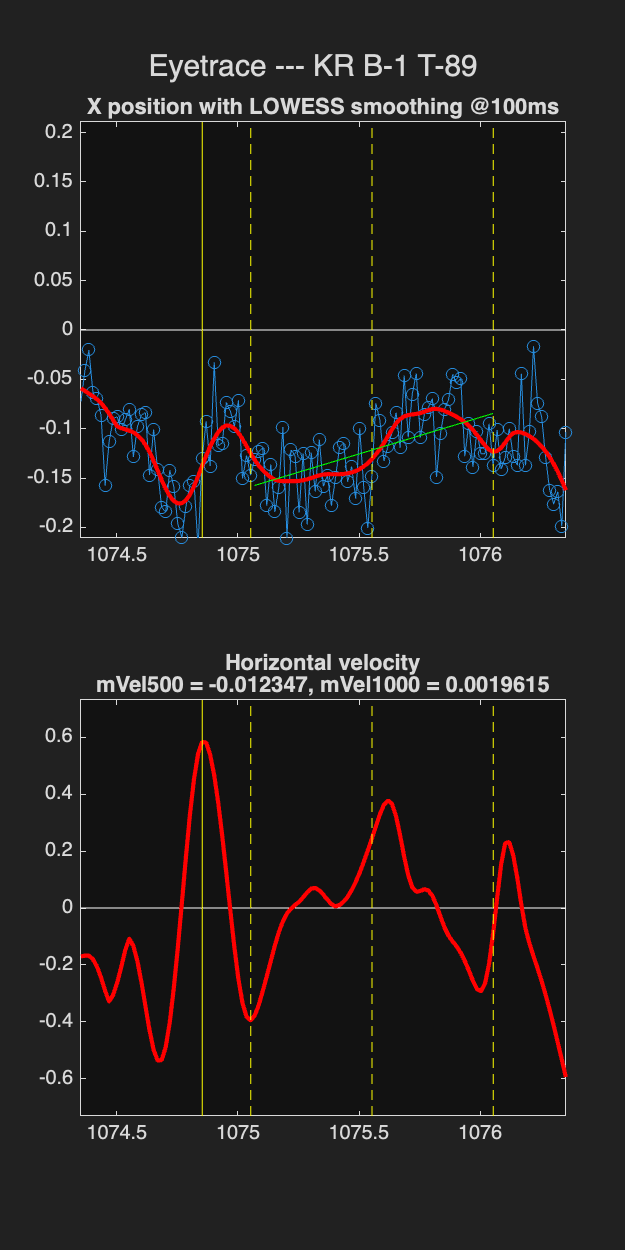 Eyetrace --- KR B-1 T-89
X position with LOWESS smoothing @100ms
0.2
0.15
0.1
0.05
0
-0.05
-0.1
-0.15
-0.2
1074.5 1075 1075.5 1076
Horizontal velocity
mVel500 = -0.012347, mVel1000 = 0.0019615
0.6
0.4
0.2
0
-0.2
-0.4
-0.6
1074.5 1075 1075.5 1076